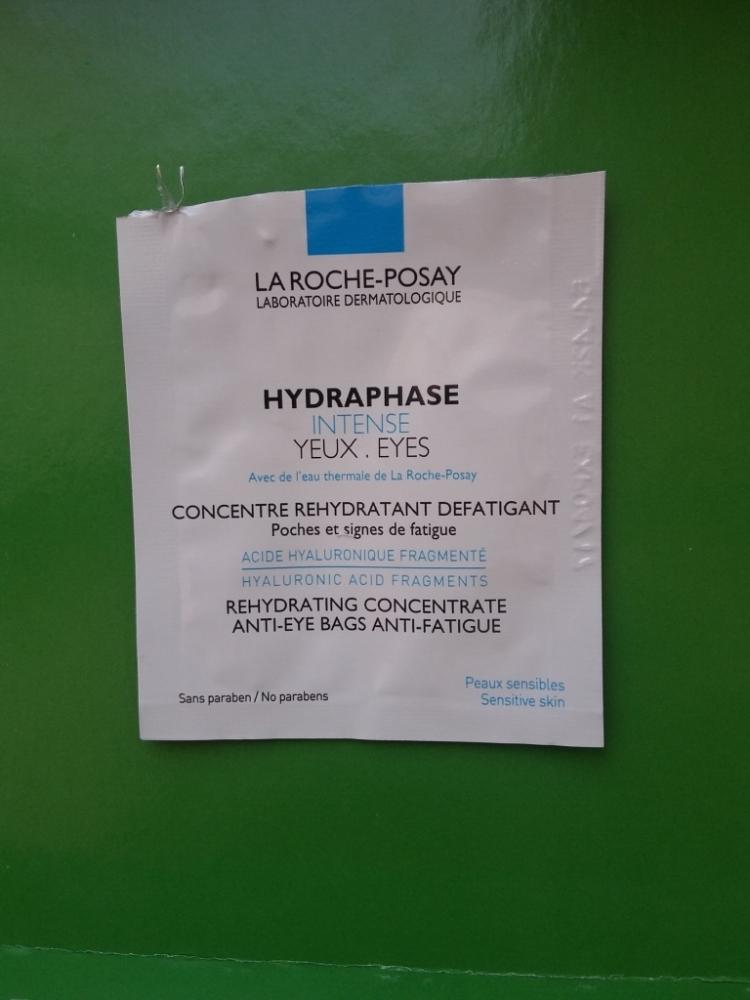 LA ROCHE-POSAY
LABORATOIRE DERMATOLOGIQUE
HYDRAPHASE
INTENSE
YEUX . EYES
Avec de l'eau thermale de La Roche-Posay
CONCENTRE REHYDRATANT DEFATIGANT
Poches et signes de fatigue
ACIDE HYALURONIQUE FRAGMENTÉ
HYALURONIC ACID FRAGMENTS
REHYDRATING CONCENTRATE
ANTI-EYE BAGS ANTI-FATIGUE
Sans paraben / No parabens
Peaux sensibles
Sensitive skin